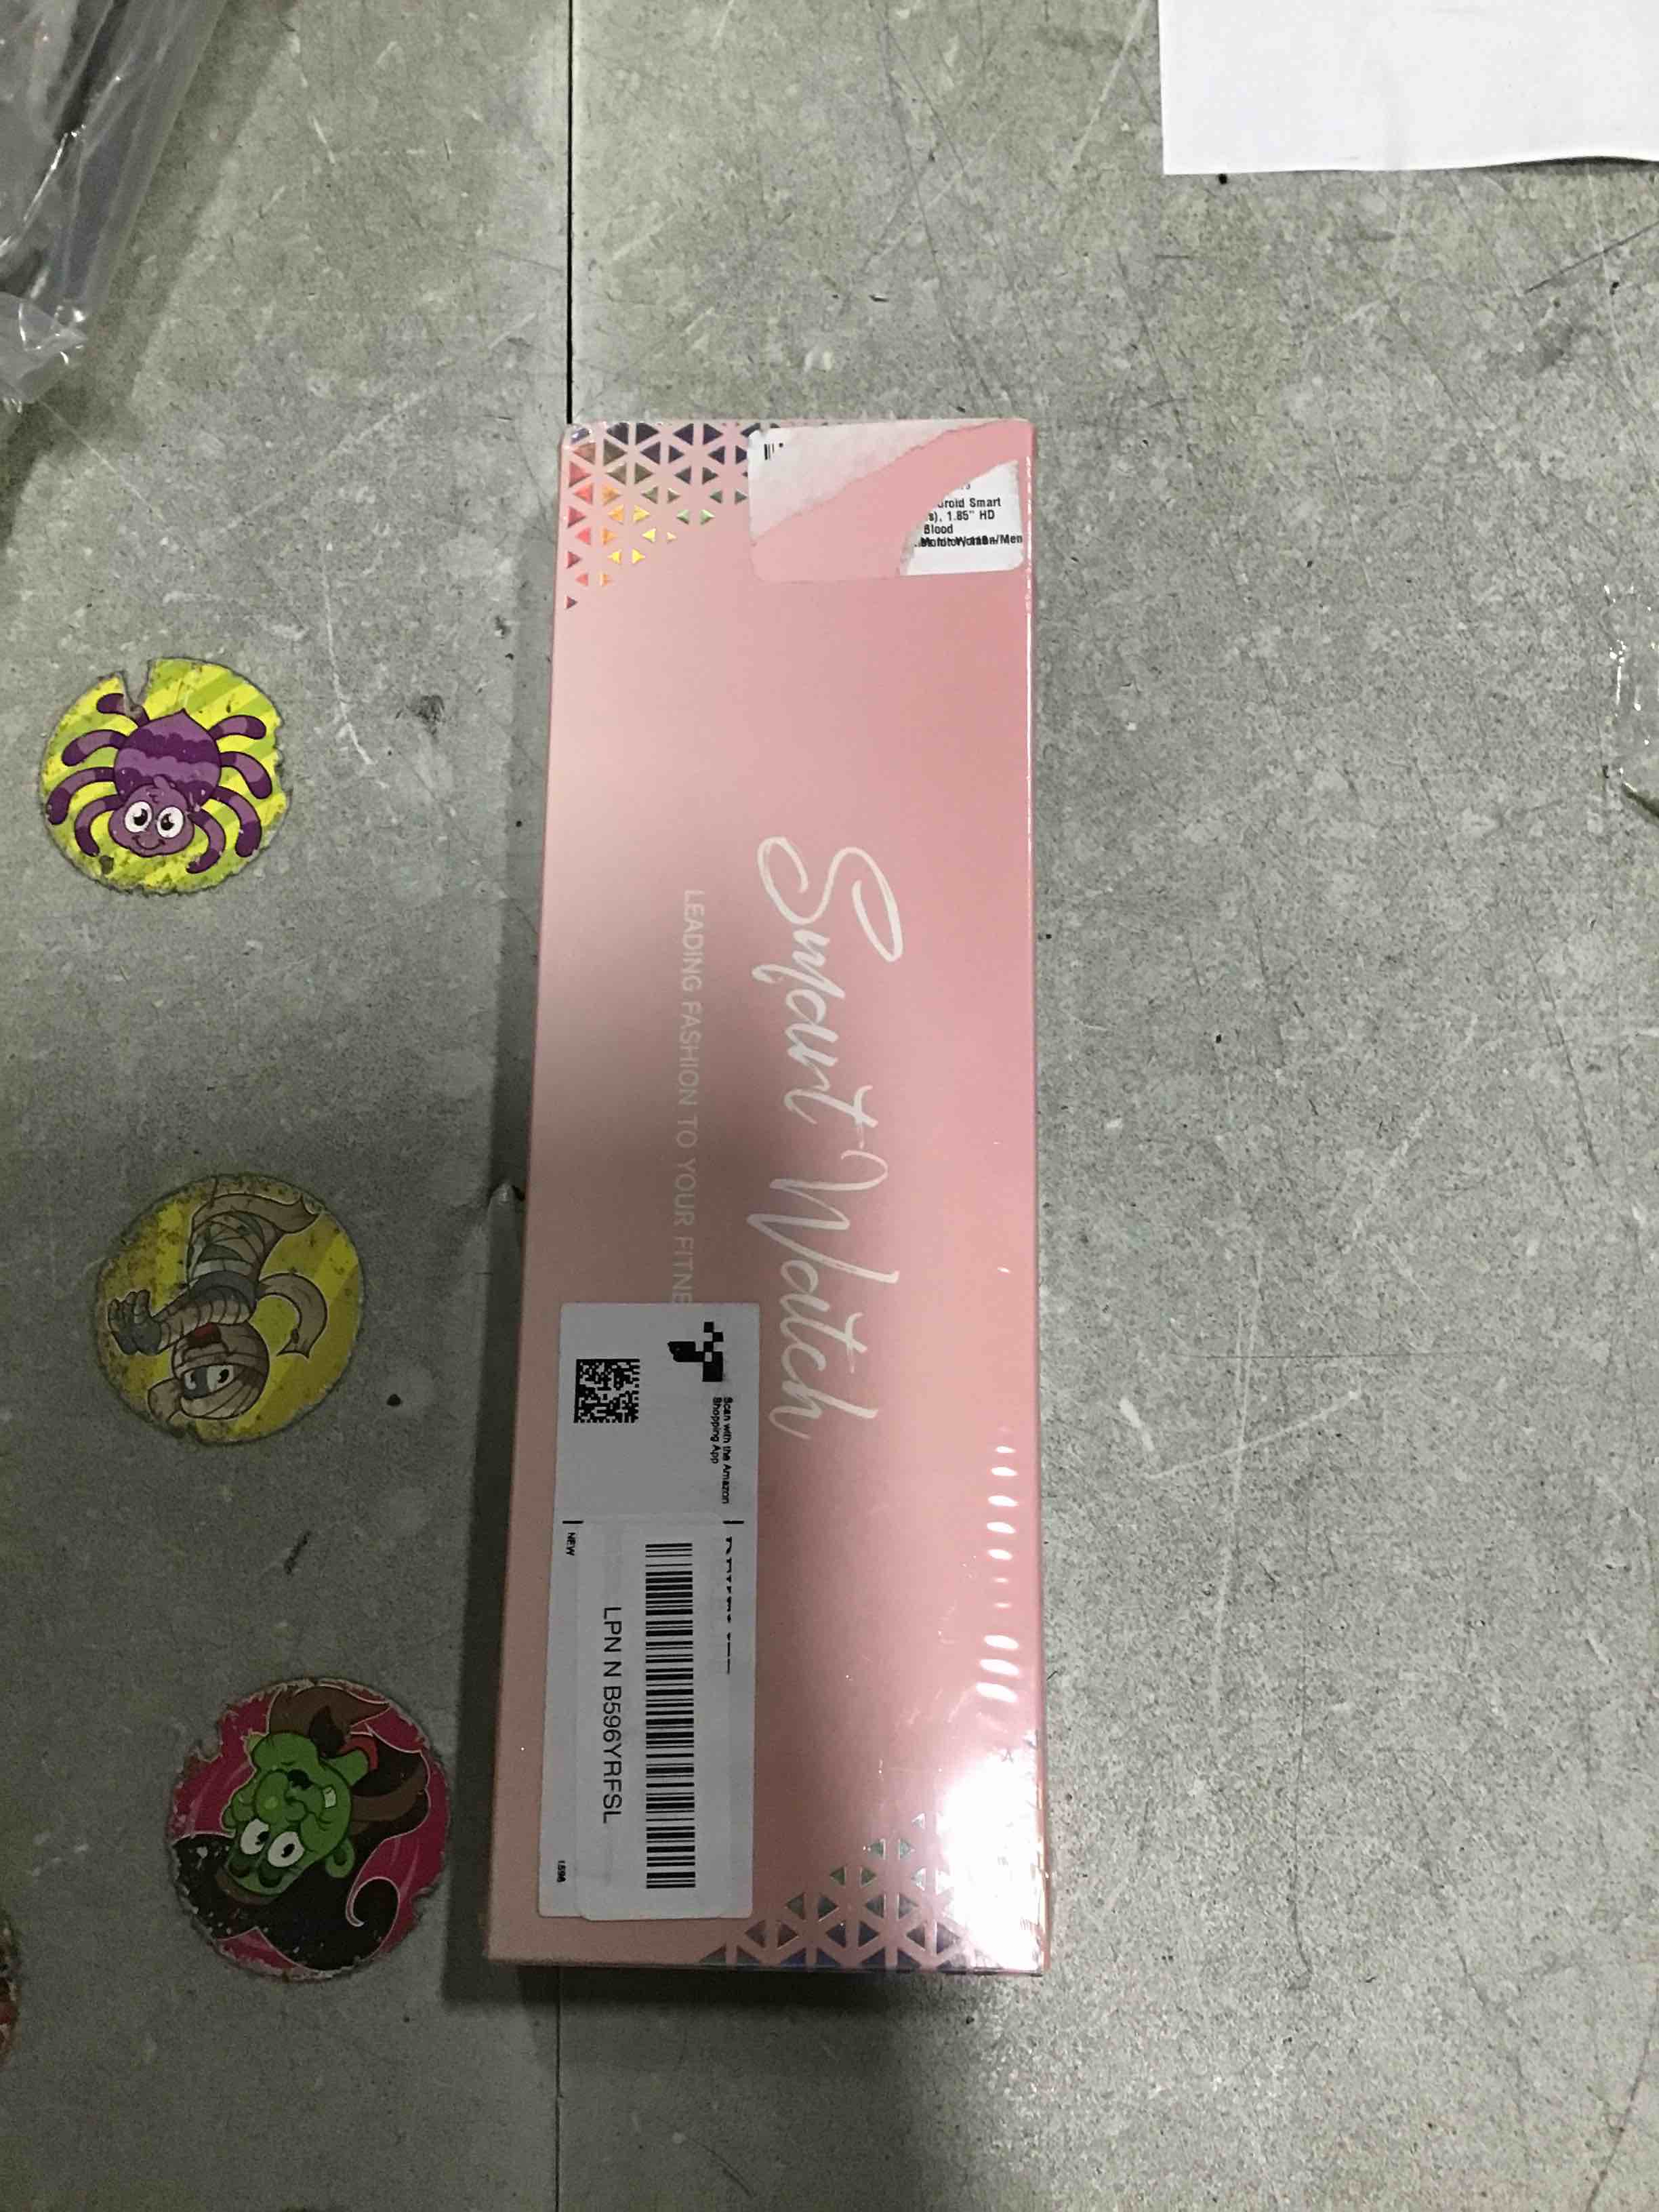 droid Smart
s), 1.85" HD
Blood
Smart Watch
LEADING FASHION TO YOUR FITNE
Scan with the Amazon
Shopping App
NEW
LPN N B596YRFSL